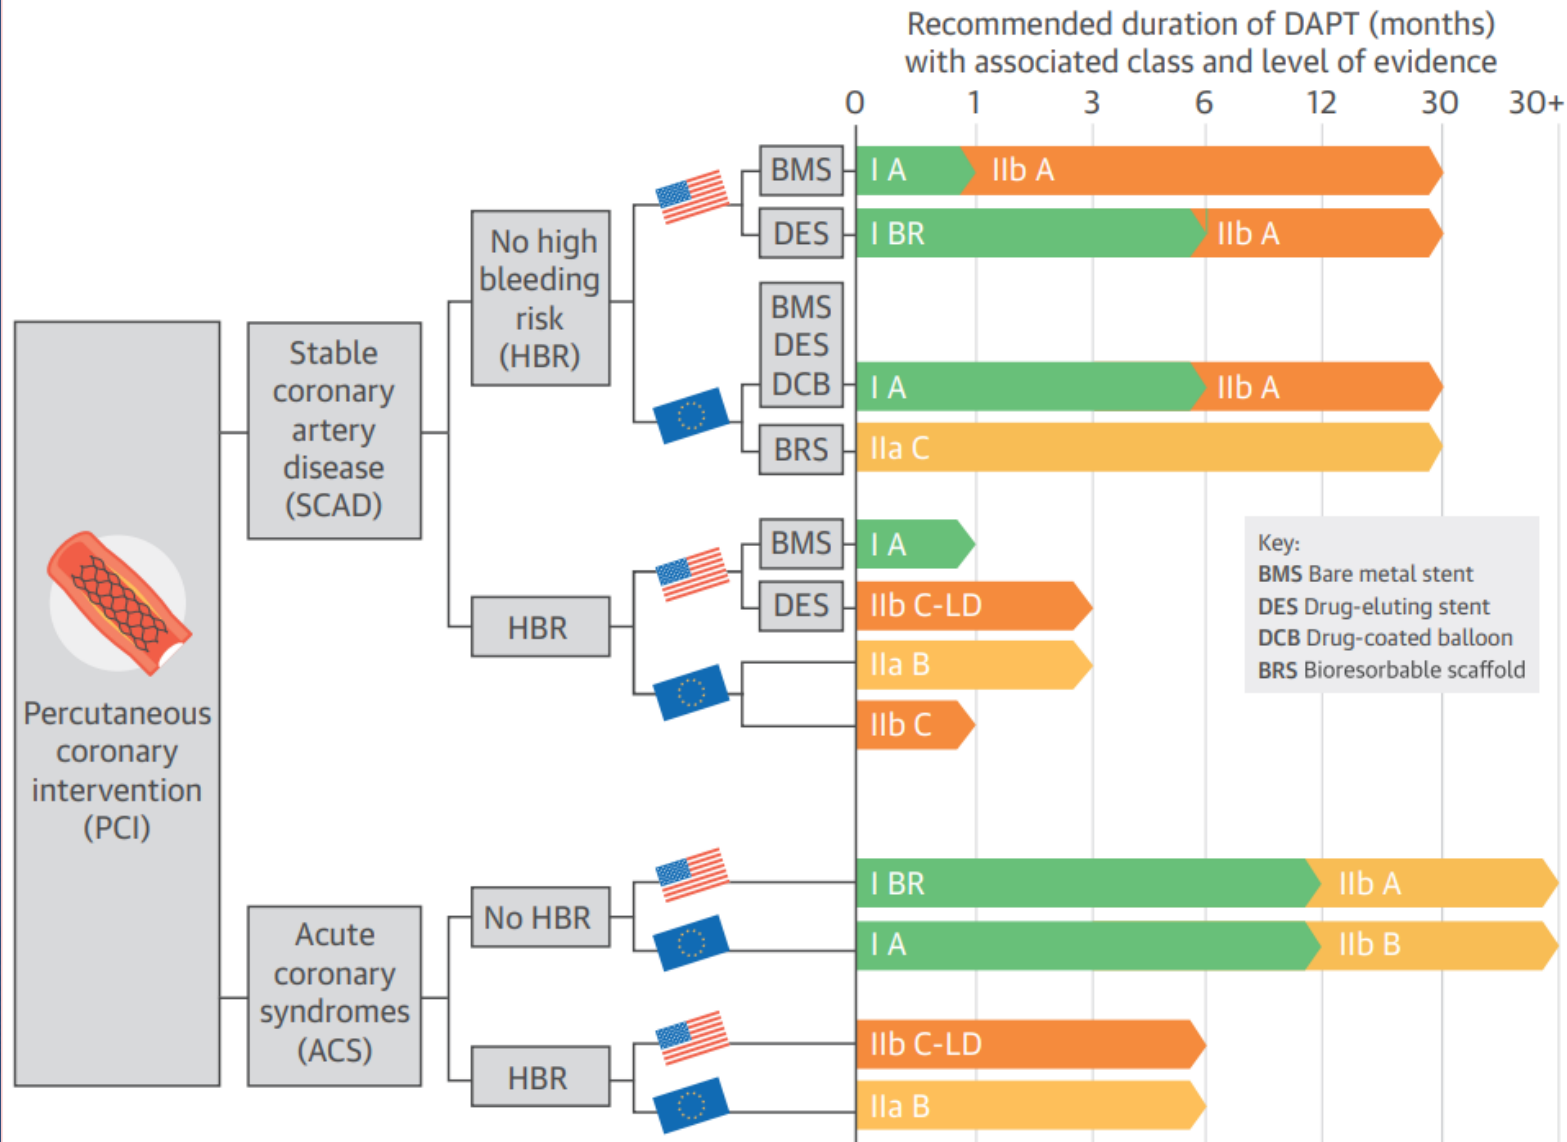 Recommended duration of DAPT (months)
with associated class and level of evidence
0 1 3 6 12 30 30+
Percutaneous
coronary
intervention
(PCI)
Stable
coronary
artery
disease
(SCAD)
No high
bleeding
risk
(HBR)
BMS
I A
IIb A
DES
I BR
IIb A
BMS
DES
DCB
I A
IIb A
BRS
IIa C
HBR
BMS
I A
DES
IIb C-LD
IIa B
IIb C
Key:
BMS Bare metal stent
DES Drug-eluting stent
DCB Drug-coated balloon
BRS Bioresorbable scaffold
Acute
coronary
syndromes
(ACS)
No HBR
I BR
IIb A
I A
IIb B
HBR
IIb C-LD
IIa B